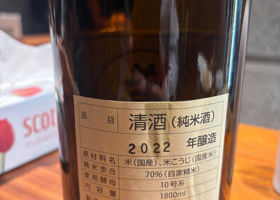 SCOT
品目 清酒(純米酒)
2022 年醸造
原材料名 米(国産)、米こうじ(国産米)
精米歩合 70%(自家精米)
使用酵母 10号系
内容量 1800ml